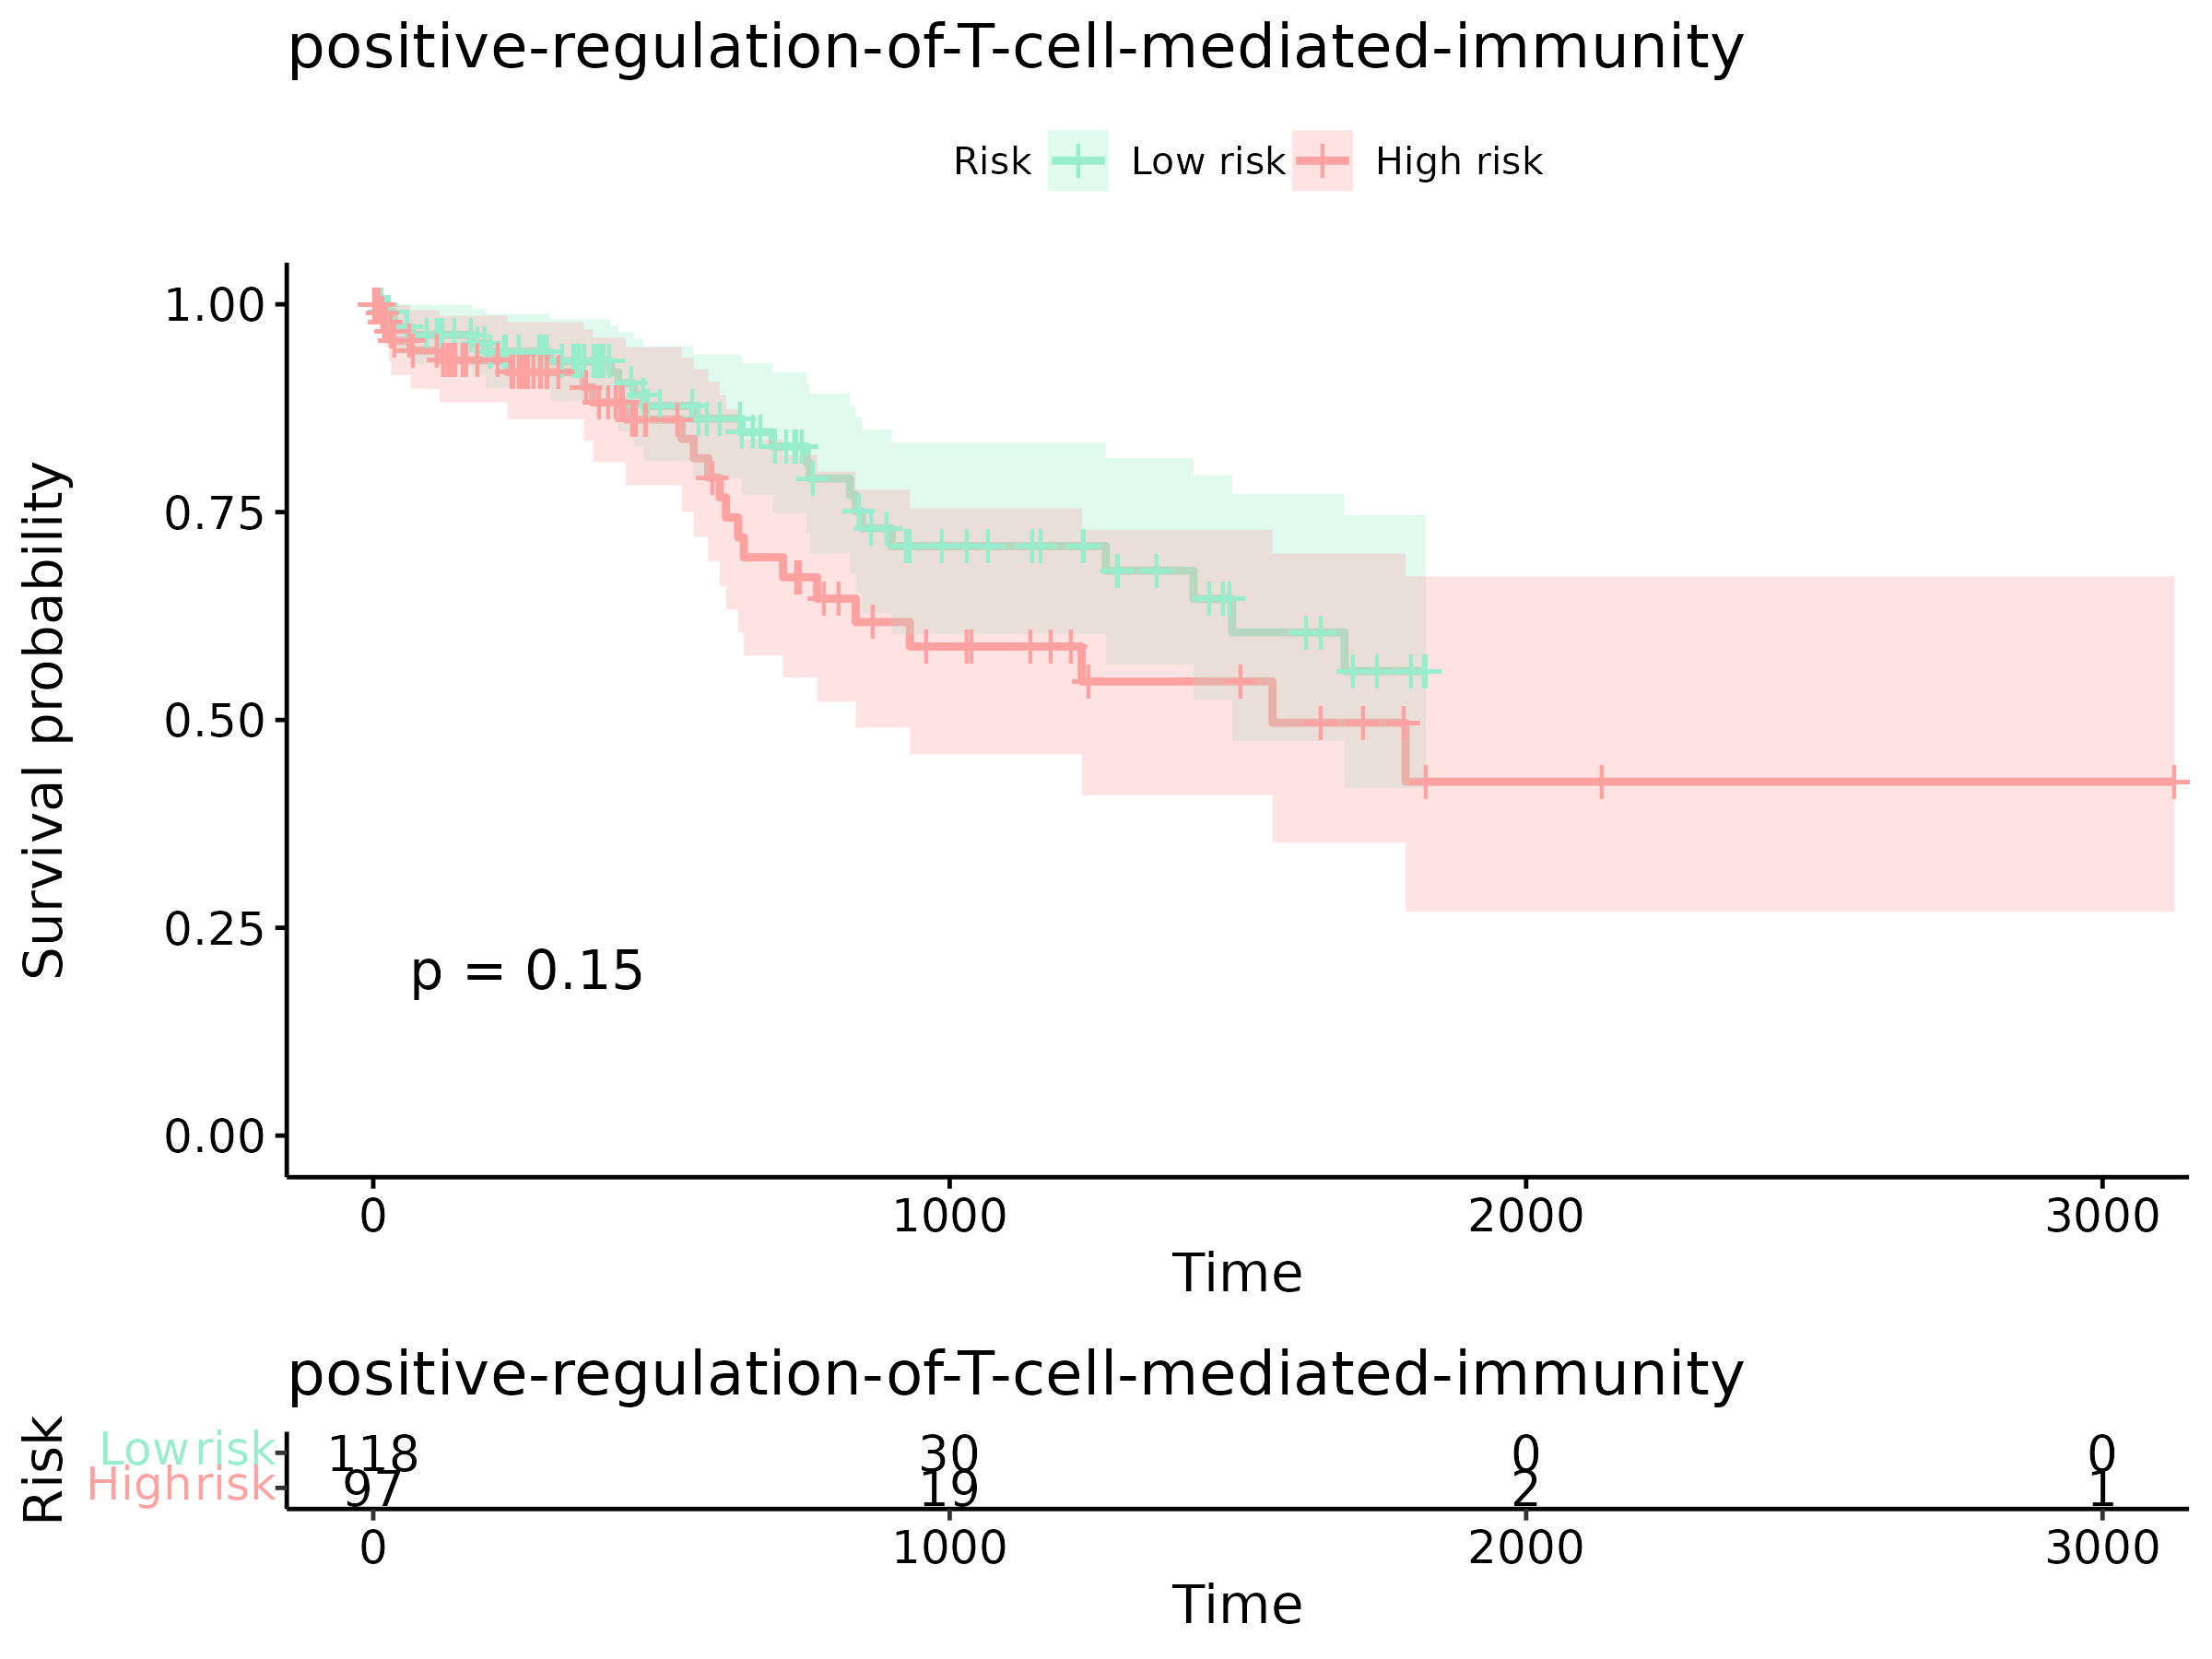 positive-regulation-of-T-cell-mediated-immunity
Risk Low risk High risk
Survival probability
1.00
0.75
0.50
0.25
0.00
p = 0.15
0 1000 2000 3000
Time
positive-regulation-of-T-cell-mediated-immunity
Risk
Low risk 118 30 0 0
High risk 97 19 2 1
0 1000 2000 3000
Time